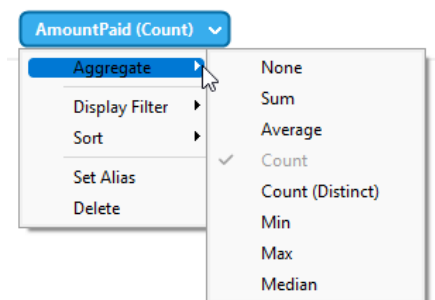 AmountPaid (Count)
Aggregate
Display Filter
Sort
Set Alias
Delete
None
Sum
Average
Count
Count (Distinct)
Min
Max
Median